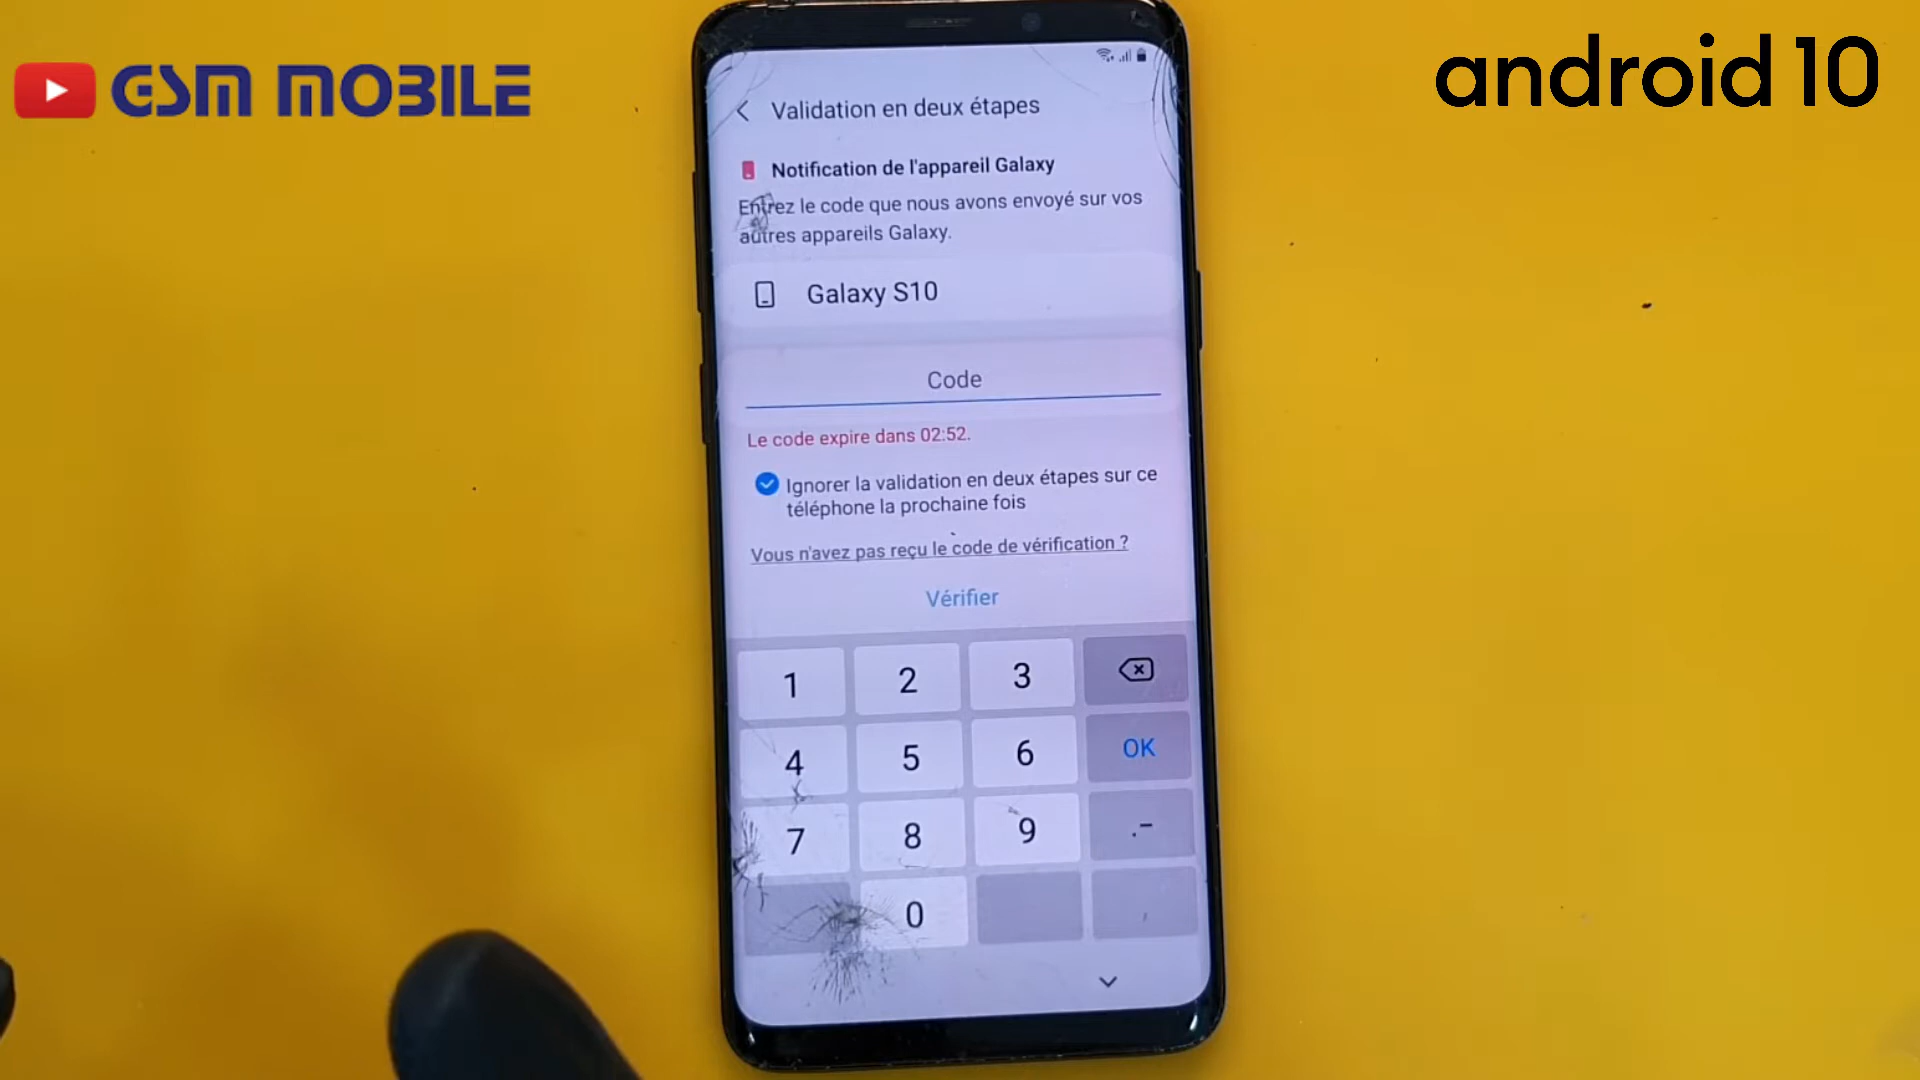 GSM MOBILE
android 10
Validation en deux étapes
Notification de l'appareil Galaxy
Entrez le code que nous avons envoyé sur vos
autres appareils Galaxy.
Galaxy S10
Code
Le code expire dans 02:52.
Ignorer la validation en deux étapes sur ce
téléphone la prochaine fois
Vous n'avez pas reçu le code de vérification ?
Vérifier
1 2 3
4 5 6 OK
7 8 9 .-
0 ,